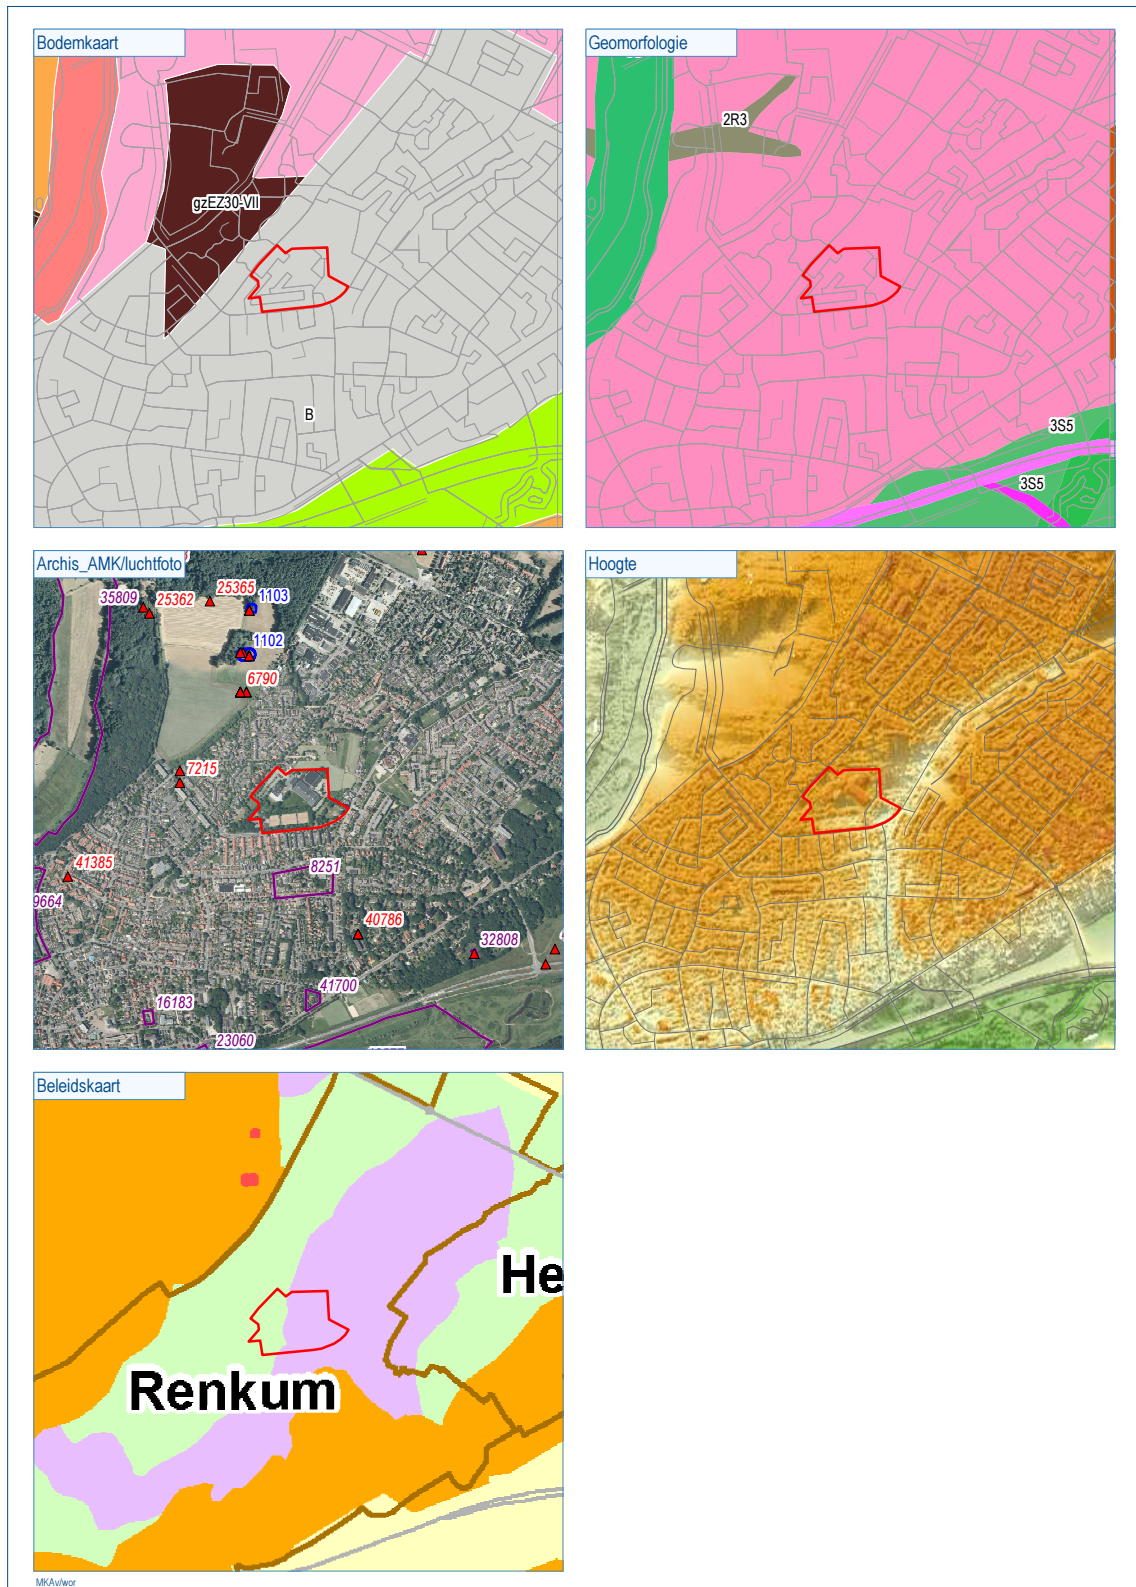 Bodemkaart
gzEZ30-VII
B
Geomorfologie
2R3
3S5
3S5
Archis_AMK/luchtfoto
35809
25362
25365
1103
1102
6790
7215
41385
9664
8251
40786
32808
41700
16183
23060
Hoogte
Beleidskaart
He
Renkum
MKAv/wor